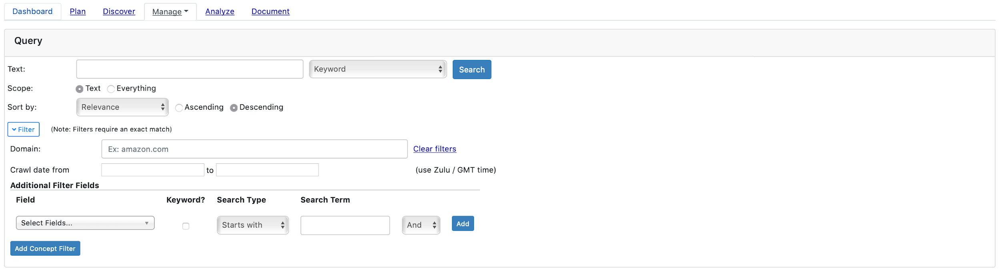 Dashboard Plan Discover Manage Analyze Document
Query
Text: Keyword Search
Scope: Text Everything
Sort by: Relevance Ascending Descending
Filter (Note: Filters require an exact match)
Domain: Ex: amazon.com Clear filters
Crawl date from to (use Zulu / GMT time)
Additional Filter Fields
Field Keyword? Search Type Search Term
Select Fields... Starts with And Add
Add Concept Filter